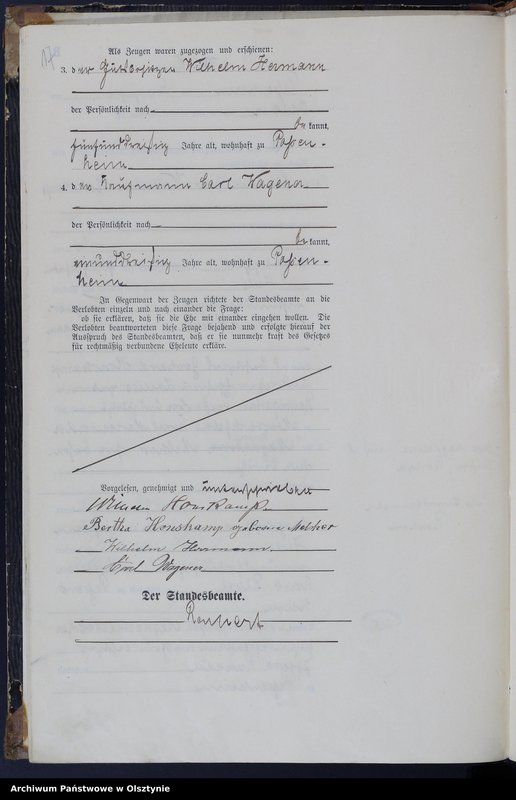 Als Zeugen waren zugezogen und erschienen:
3. der Gutsbesitzer Wilhelm Hermann
der Persönlichkeit nach
be kannt,
fünfunddreißig Jahre alt, wohnhaft zu Passen-
heim
4. der Kaufmann Carl Wagener
der Persönlichkeit nach
be kannt,
Jahre alt, wohnhaft zu Passen-
heim
In Gegenwart der Zeugen richtete der Standesbeamte an die
Verlobten einzeln und nach einander die Frage:
ob sie erklären, daß sie die Ehe mit einander eingehen wollen. Die
Verlobten beantworteten diese Frage bejahend und erfolgte hierauf der
Ausspruch des Standesbeamten, daß er sie nunmehr kraft des Gesetzes
für rechtmäßig verbundene Eheleute erkläre.
Vorgelesen, genehmigt und unterschrieben
Honskamp
Bertha Honskamp geborene
Wilhelm Hermann
Wagener
Der Standesbeamte.
Archiwum Państwowe w Olsztynie